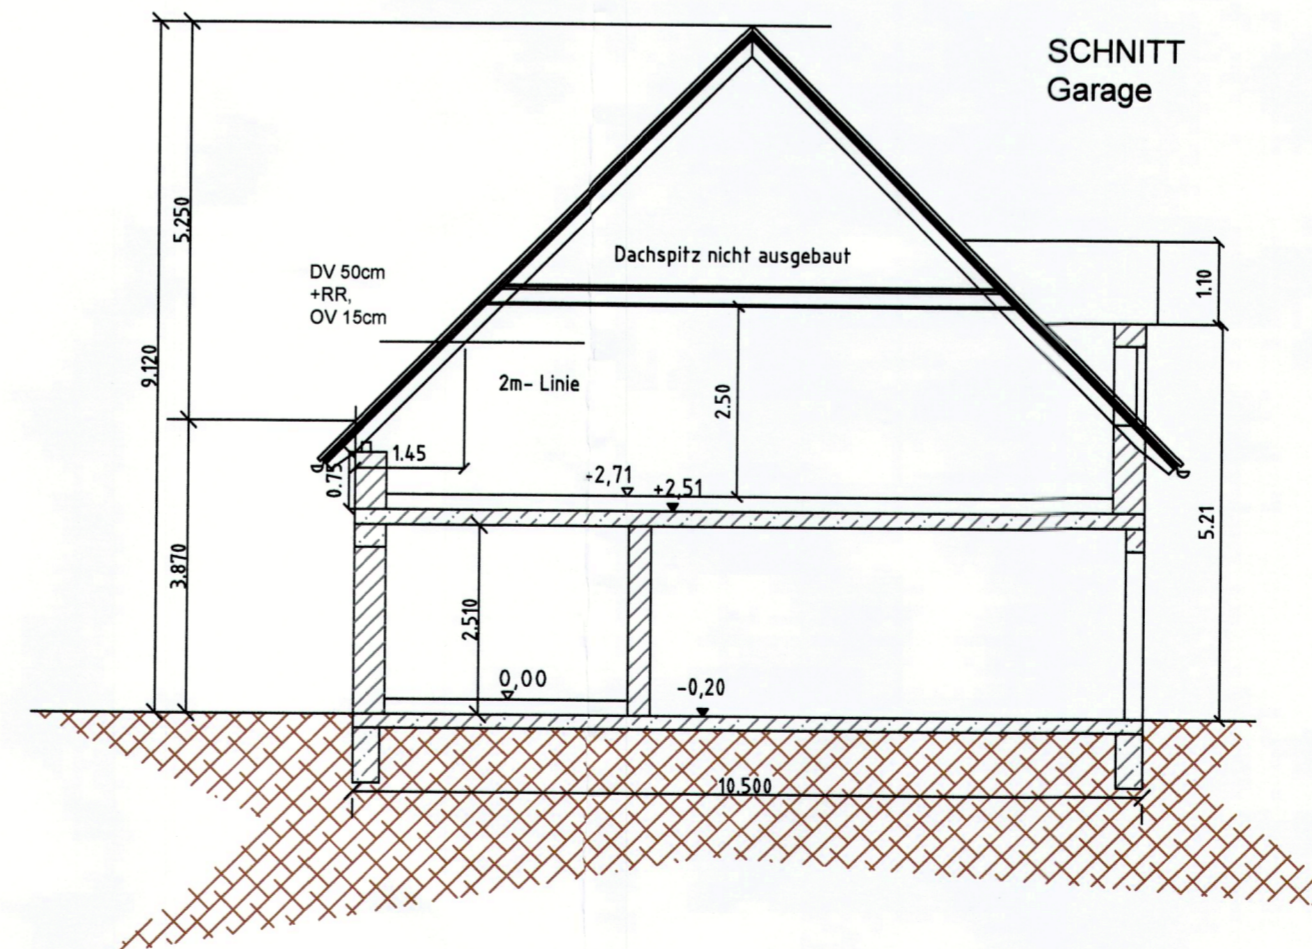 SCHNITT
Garage
5.250
Dachspitz nicht ausgebaut
DV 50cm
+RR,
OV 15cm
1.10
9.120
2m- Linie
2.50
1.45
0.75
+2,71
+2,51
5.21
3.870
2.510
0,00
-0,20
10.500